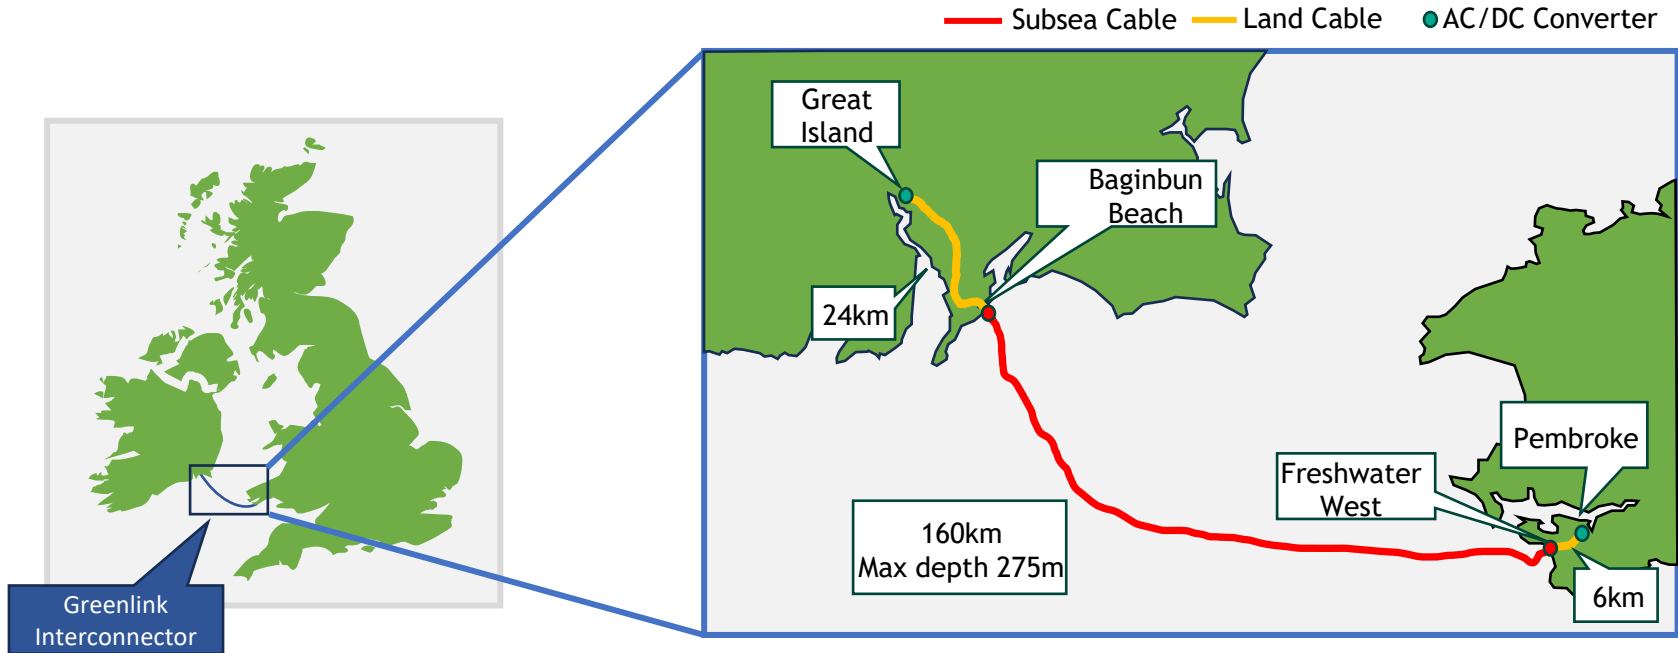 Subsea Cable
Land Cable
AC/DC Converter
Great
Island
Baginbun
Beach
24km
Pembroke
Freshwater
West
160km
Max depth 275m
6km
Greenlink
Interconnector